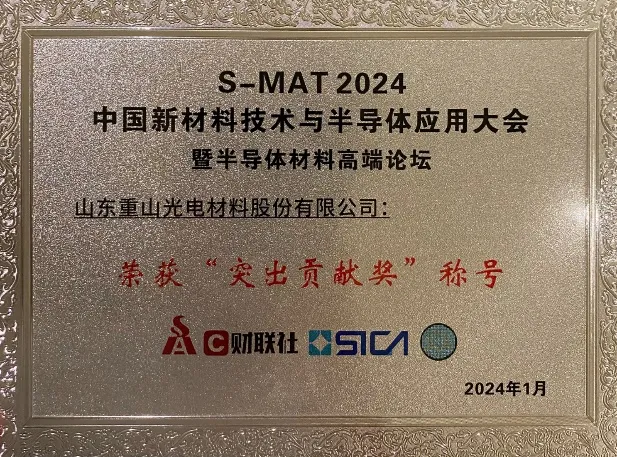 S-MAT 2024
中国新材料技术与半导体应用大会
暨半导体材料高端论坛
山东重山光电材料股份有限公司：
荣获“突出贡献奖”称号
C财联社 SICA
2024年1月